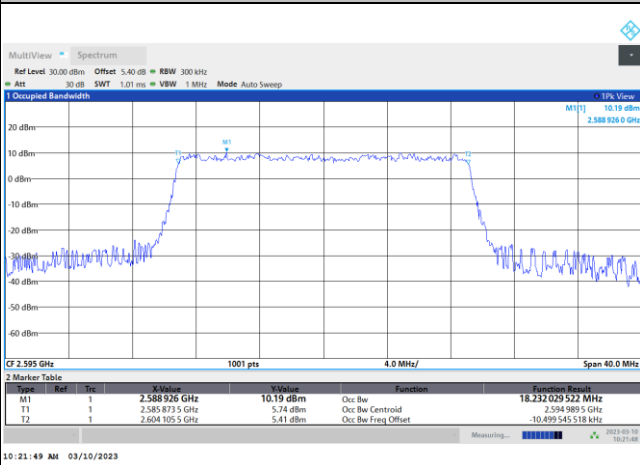 MultiView Spectrum
Ref Level 30.00 dBm Offset 5.40 dB RBW 300 kHz
Att 30 dB SWT 1.01 ms VBW 1 MHz Mode Auto Sweep
1 Occupied Bandwidth 1Pk View
M1[1] 10.19 dBm
2.588 926 0 GHz
20 dBm
M1
10 dBm T1 T2
0 dBm
-10 dBm
-20 dBm
-30 dBm
-40 dBm
-50 dBm
-60 dBm
CF 2.595 GHz 1001 pts 4.0 MHz/ Span 40.0 MHz
2 Marker Table
Type Ref Trc X-Value Y-Value Function Function Result
M1 1 2.588 926 GHz 10.19 dBm Occ Bw 18.232 029 522 MHz
T1 1 2.585 873 5 GHz 5.74 dBm Occ Bw Centroid 2.594 989 5 GHz
T2 1 2.604 105 5 GHz 5.41 dBm Occ Bw Freq Offset -10.499 545 518 kHz
Measuring... 2023-03-10
10:21:48
10:21:49 AM 03/10/2023